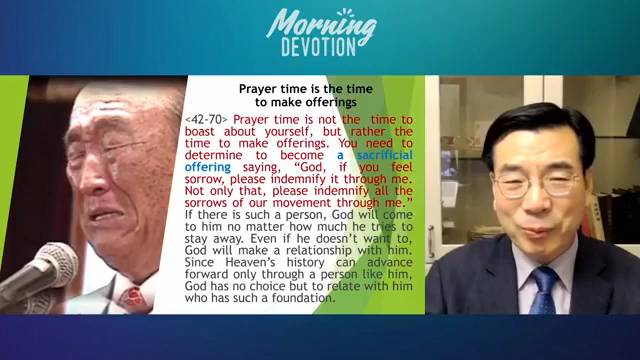 Morning
DEVOTION
Prayer time is the time
to make offerings
<42-70> Prayer time is not the time to
boast about yourself, but rather the
time to make offerings. You need to
determine to become a sacrificial
offering saying, “God, if you feel
sorrow, please indemnify it through me.
Not only that, please indemnify all the
sorrows of our movement through me.”
If there is such a person, God will come
to him no matter how much he tries to
stay away. Even if he doesn’t want to,
God will make a relationship with him.
Since Heaven’s history can advance
forward only through a person like him,
God has no choice but to relate with him
who has such a foundation.